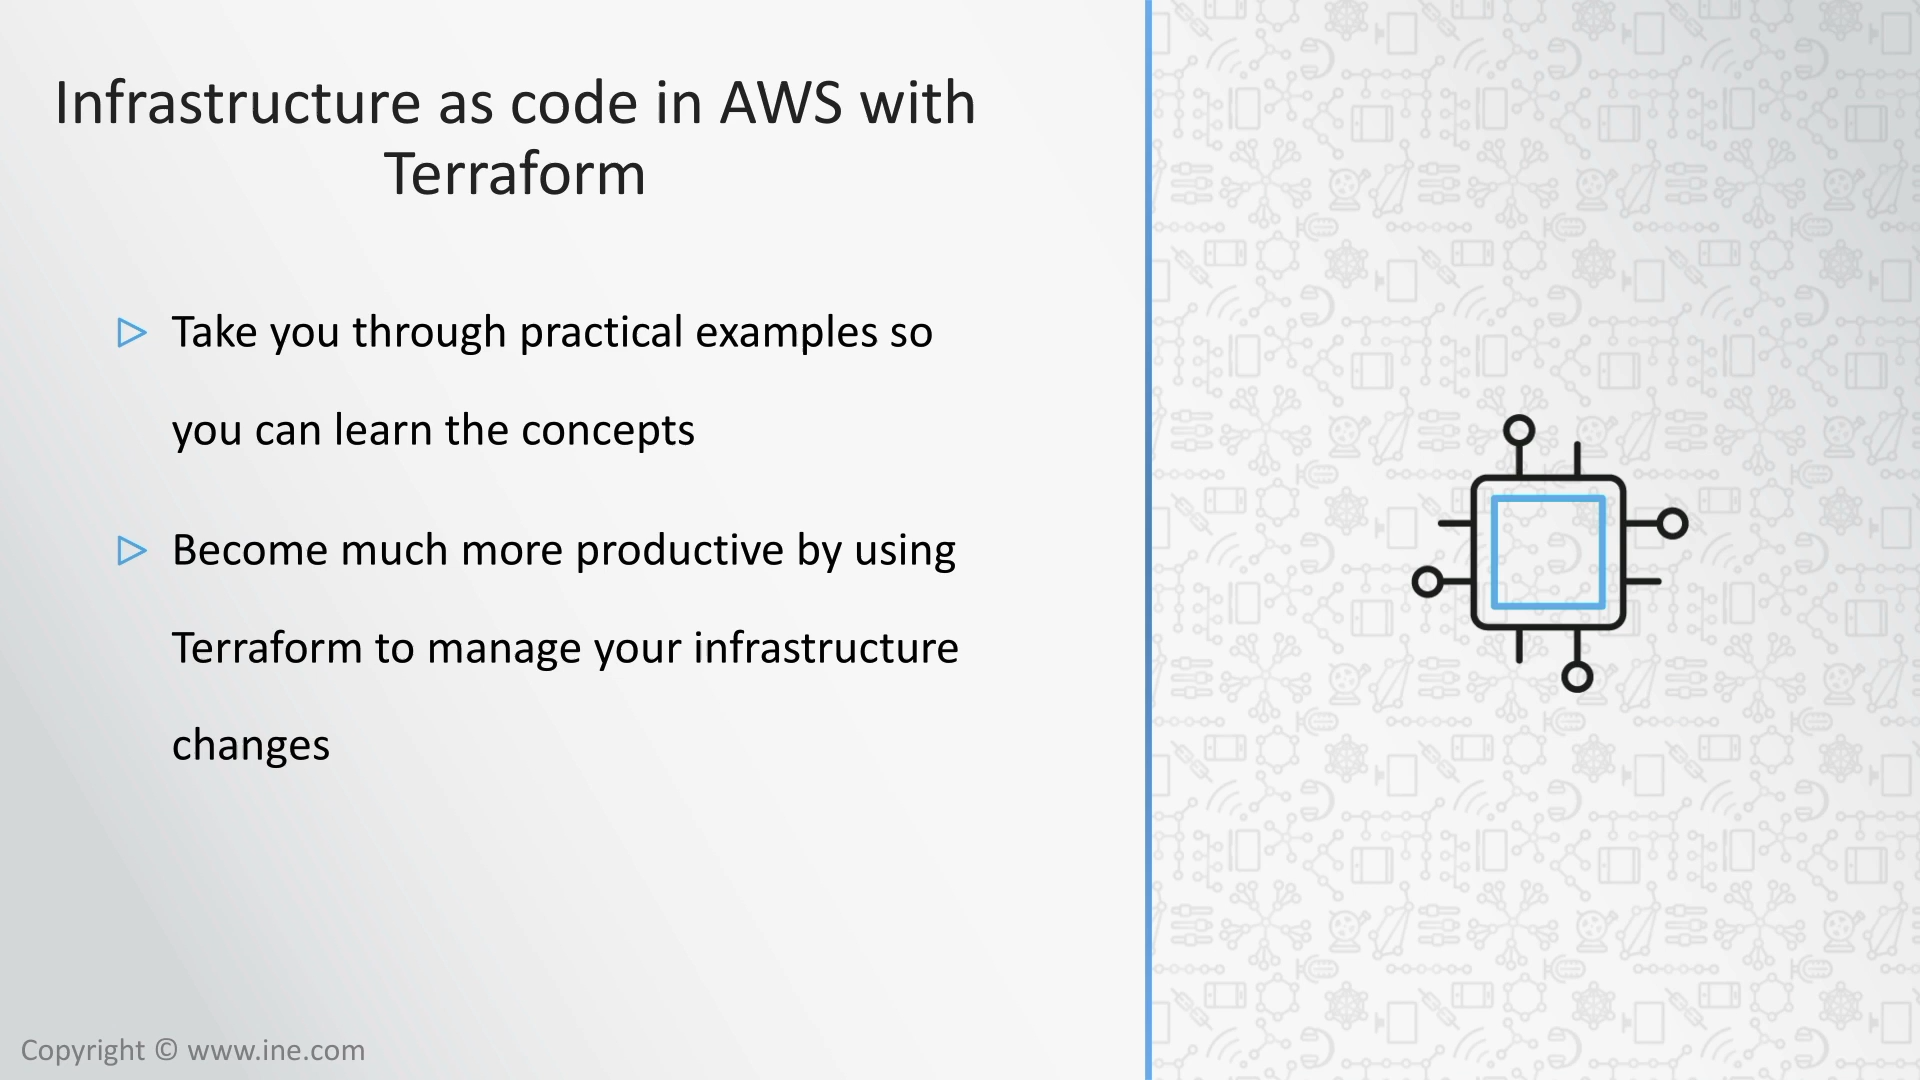 Infrastructure as code in AWS with
Terraform
Take you through practical examples so
you can learn the concepts
Become much more productive by using
Terraform to manage your infrastructure
changes
Copyright © www.ine.com